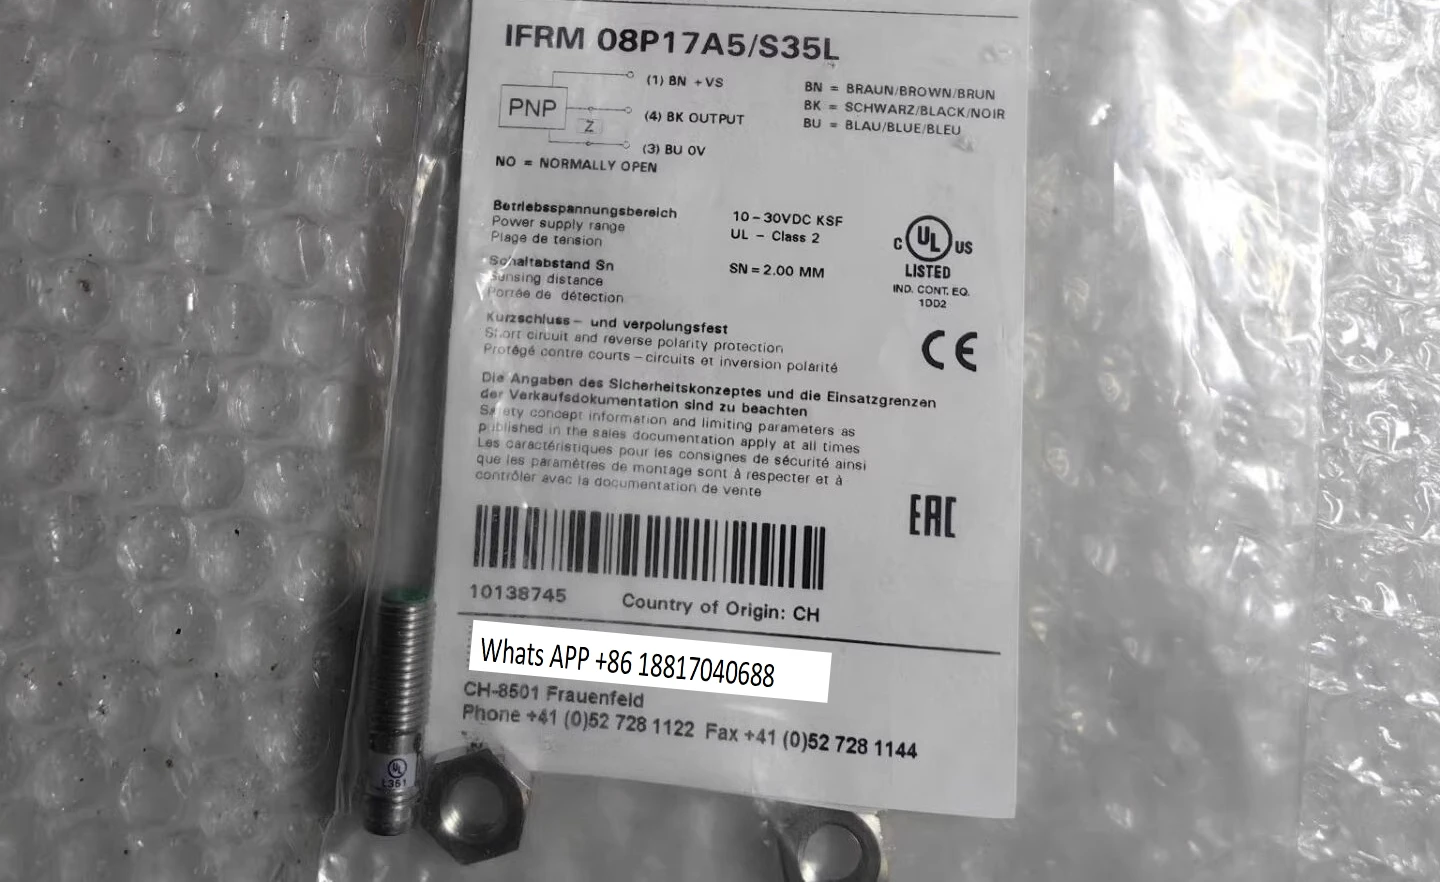 IFRM 08P17A5/S35L
PNP
Z
(1) BN +VS
(4) BK OUTPUT
(3) BU 0V
NO = NORMALLY OPEN
BN = BRAUN/BROWN/BRUN
BK = SCHWARZ/BLACK/NOIR
BU = BLAU/BLUE/BLEU
Betriebsspannungsbereich
Power supply range
Plage de tension
10-30VDC KSF
UL - Class 2
Schaltabstand Sn
Sensing distance
Portée de détection
SN = 2.00 MM
C UL US
LISTED
IND. CONT. EQ.
1DD2
Kurzschluss- und verpolungsfest
Short circuit and reverse polarity protection
Protégé contre courts-circuits et inversion polarité
CE
Die Angaben des Sicherheitskonzeptes und die Einsatzgrenzen
der Verkaufsdokumentation sind zu beachten
Safety concept information and limiting parameters as
published in the sales documentation apply at all times
Les caractéristiques pour les consignes de sécurité ainsi
que les paramètres de montage sont à respecter et à
contrôler avec la documentation de vente
EAC
10138745
Country of Origin: CH
Whats APP +86 18817040688
CH-8501 Frauenfeld
Phone +41 (0)52 728 1122 Fax +41 (0)52 728 1144
UL
L351